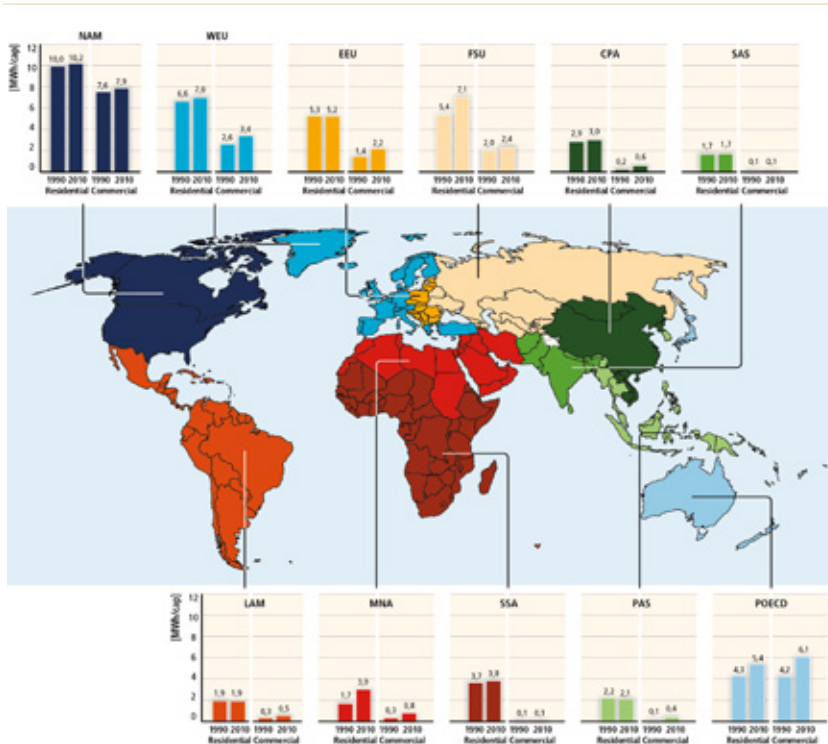 NAM WEU EEU FSU CPA SAS
[MWh/cap]
12
10
8
6
4
2
0
10,0 10,2 7,6 7,9
6,6 7,0 2,6
5,3 5,2 1,4 2,2
5,4 7,1 2,0 2,4
2,9 3,0 0,2 0,6
1,7 1,7 0,1 0,1
1990 2010 1990 2010 1990 2010 1990 2010 1990 2010 1990 2010 1990 2010 1990 2010 1990 2010 1990 2010 1990 2010 1990 2010
Residential Commercial Residential Commercial Residential Commercial Residential Commercial Residential Commercial Residential Commercial
LAM MNA SSA PAS POECD
[MWh/cap]
12
10
8
6
4
2
0
1,9 1,9 0,3 0,5
1,7 3,9 0,3 0,8
3,7 3,8 0,1 0,1
2,2 2,1 0,1 0,4
4,3 5,4 4,2 6,1
1990 2010 1990 2010 1990 2010 1990 2010 1990 2010 1990 2010 1990 2010 1990 2010 1990 2010 1990 2010
Residential Commercial Residential Commercial Residential Commercial Residential Commercial Residential Commercial